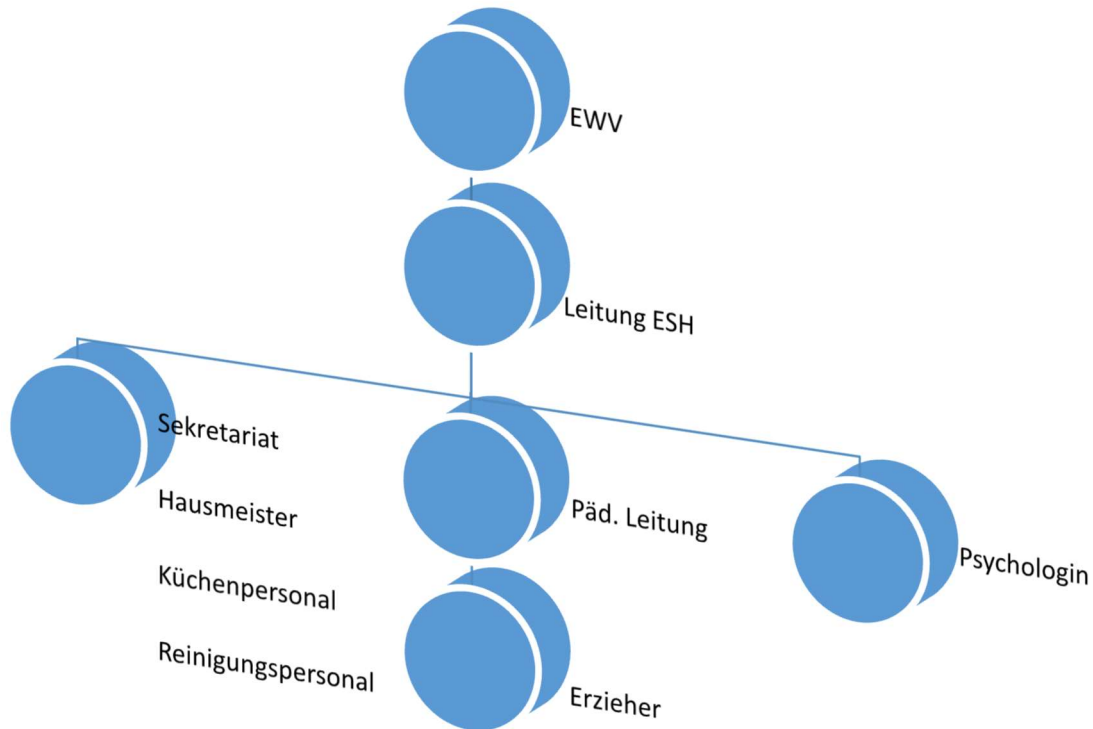 EWV
Leitung ESH
Sekretariat
Hausmeister
Küchenpersonal
Reinigungspersonal
Päd. Leitung
Psychologin
Erzieher